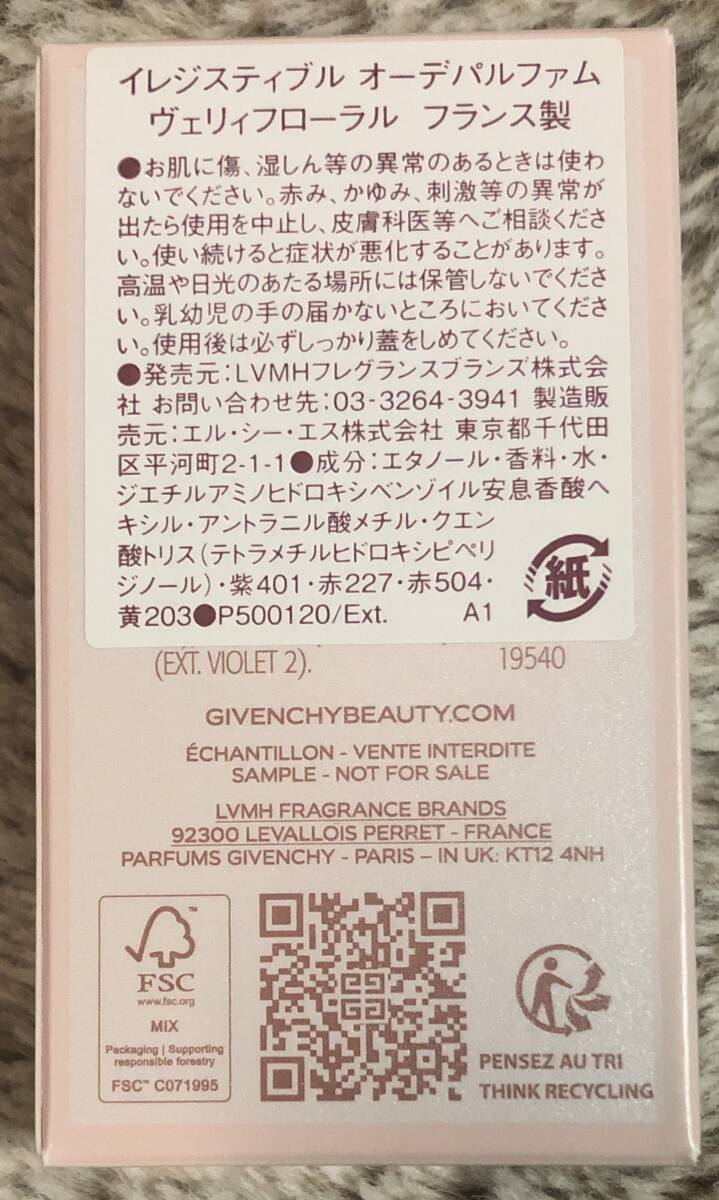 イレジスティブル オーデパルファム
ヴェリィフローラル フランス製
●お肌に傷、湿しん等の異常のあるときは使わ
ないでください。赤み、かゆみ、刺激等の異常が
出たら使用を中止し、皮膚科医等へご相談くださ
い。使い続けると症状が悪化することがあります。
高温や日光のあたる場所には保管しないでくださ
い。乳幼児の手の届かないところにおいてくださ
い。使用後は必ずしっかり蓋をしめてください。
●発売元:LVMHフレグランスブランズ株式会
社 お問い合わせ先:03-3264-3941 製造販
売元:エル・シー・エス株式会社 東京都千代田
区平河町2-1-1●成分:エタノール・香料・水・
ジエチルアミノヒドロキシベンゾイル安息香酸ヘ
キシル・アントラニル酸メチル・クエン
酸トリス(テトラメチルヒドロキシピペリ
ジノール)・紫401・赤227・赤504・
黄203●P500120/Ext. A1
紙
(EXT. VIOLET 2). 19540
GIVENCHYBEAUTY.COM
ÉCHANTILLON - VENTE INTERDITE
SAMPLE - NOT FOR SALE
LVMH FRAGRANCE BRANDS
92300 LEVALLOIS PERRET - FRANCE
PARFUMS GIVENCHY - PARIS – IN UK: KT12 4NH
FSC
www.fsc.org
MIX
Packaging | Supporting
responsible forestry
FSC™ C071995
PENSEZ AU TRI
THINK RECYCLING